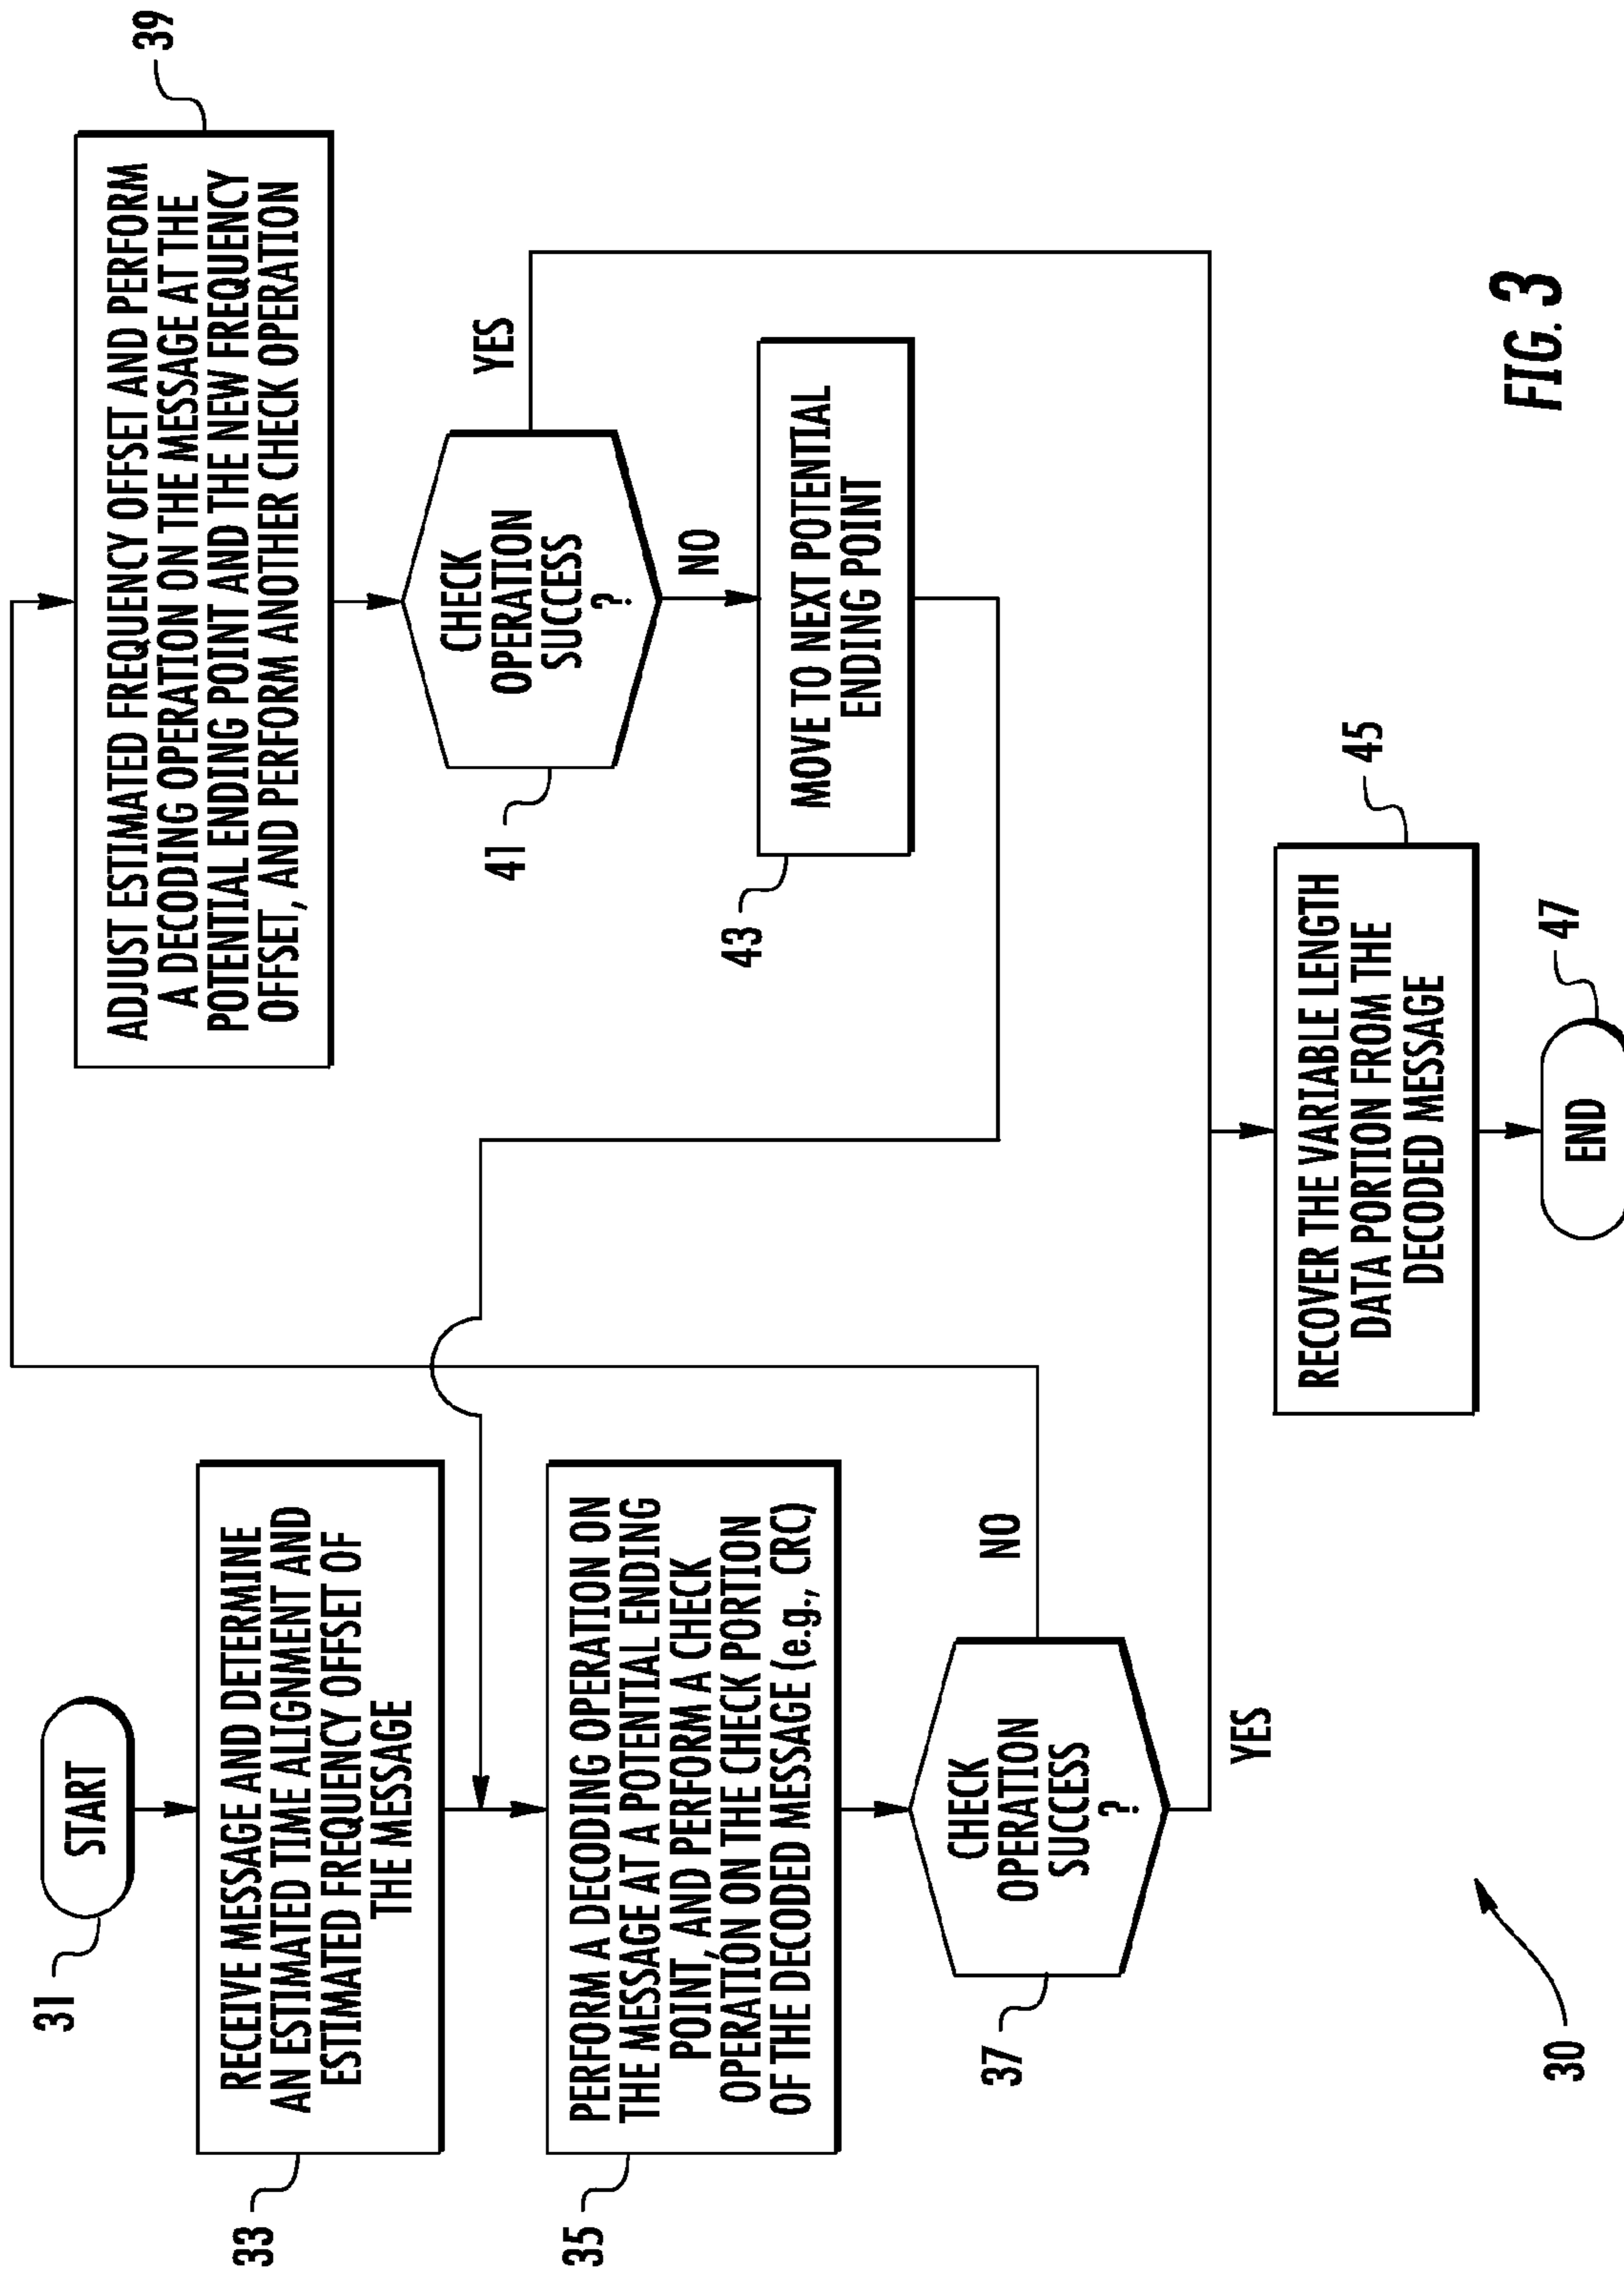 31
START
33
RECEIVE MESSAGE AND DETERMINE
AN ESTIMATED TIME ALIGNMENT AND
ESTIMATED FREQUENCY OFFSET OF
THE MESSAGE
35
PERFORM A DECODING OPERATION ON
THE MESSAGE AT A POTENTIAL ENDING
POINT, AND PERFORM A CHECK
OPERATION ON THE CHECK PORTION
OF THE DECODED MESSAGE (e.g., CRC)
37
CHECK
OPERATION
SUCCESS
?
NO
YES
39
ADJUST ESTIMATED FREQUENCY OFFSET AND PERFORM
A DECODING OPERATION ON THE MESSAGE AT THE
POTENTIAL ENDING POINT AND THE NEW FREQUENCY
OFFSET, AND PERFORM ANOTHER CHECK OPERATION
41
CHECK
OPERATION
SUCCESS
?
YES
NO
43
MOVE TO NEXT POTENTIAL
ENDING POINT
45
RECOVER THE VARIABLE LENGTH
DATA PORTION FROM THE
DECODED MESSAGE
47
END
30
FIG. 3